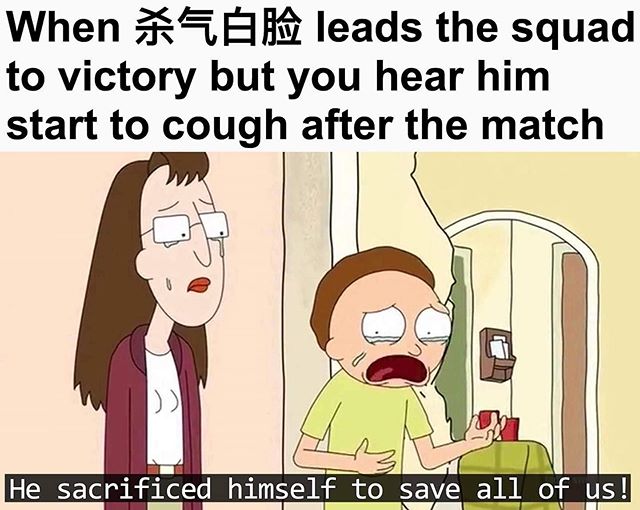 When 杀气白脸 leads the squad
to victory but you hear him
start to cough after the match
He sacrificed himself to save all of us!